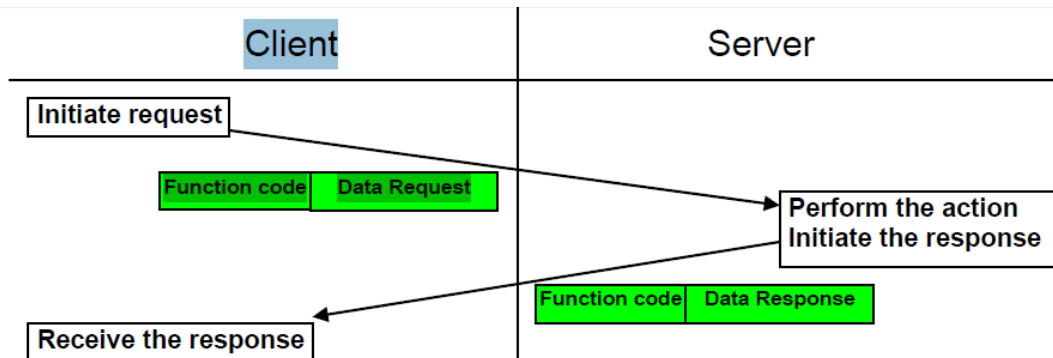 Client
Server
Initiate request
Function code
Data Request
Perform the action
Initiate the response
Function code
Data Response
Receive the response